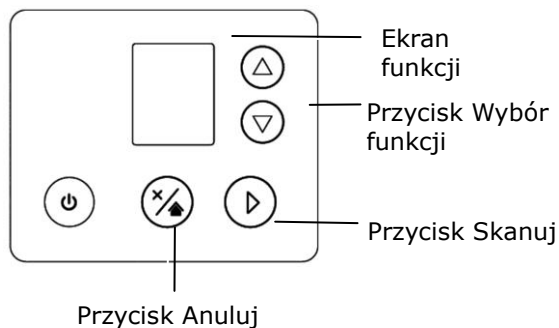 Ekran
funkcji
Przycisk Wybór
funkcji
Przycisk Skanuj
Przycisk Anuluj